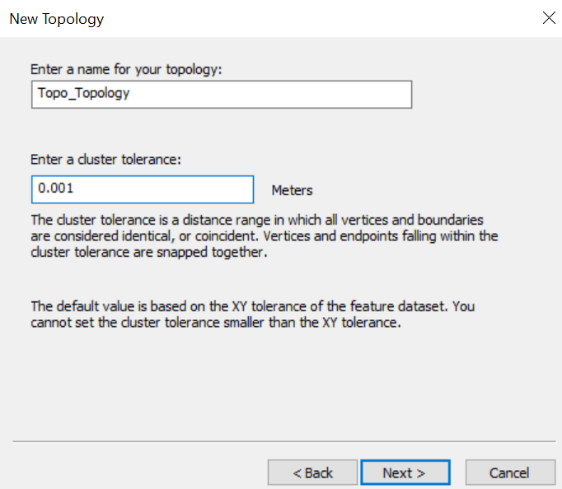 New Topology
Enter a name for your topology:
Topo_Topology
Enter a cluster tolerance:
0.001 Meters
The cluster tolerance is a distance range in which all vertices and boundaries
are considered identical, or coincident. Vertices and endpoints falling within the
cluster tolerance are snapped together.
The default value is based on the XY tolerance of the feature dataset. You
cannot set the cluster tolerance smaller than the XY tolerance.
< Back Next > Cancel